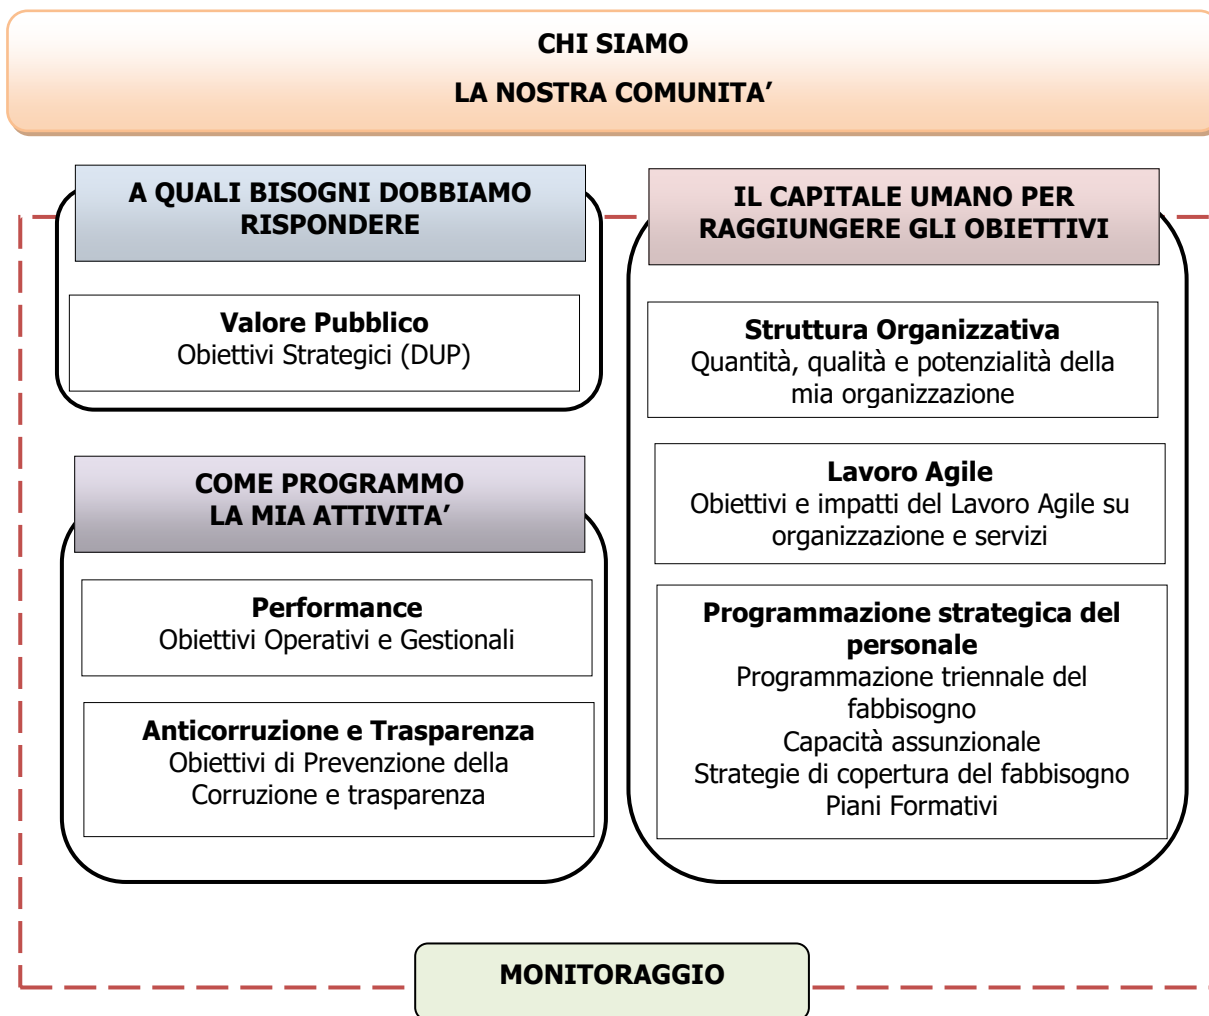 CHI SIAMO
LA NOSTRA COMUNITA’
A QUALI BISOGNI DOBBIAMO
RISPONDERE
Valore Pubblico
Obiettivi Strategici (DUP)
COME PROGRAMMO
LA MIA ATTIVITA’
Performance
Obiettivi Operativi e Gestionali
Anticorruzione e Trasparenza
Obiettivi di Prevenzione della
Corruzione e trasparenza
IL CAPITALE UMANO PER
RAGGIUNGERE GLI OBIETTIVI
Struttura Organizzativa
Quantità, qualità e potenzialità della
mia organizzazione
Lavoro Agile
Obiettivi e impatti del Lavoro Agile su
organizzazione e servizi
Programmazione strategica del
personale
Programmazione triennale del
fabbisogno
Capacità assunzionale
Strategie di copertura del fabbisogno
Piani Formativi
MONITORAGGIO